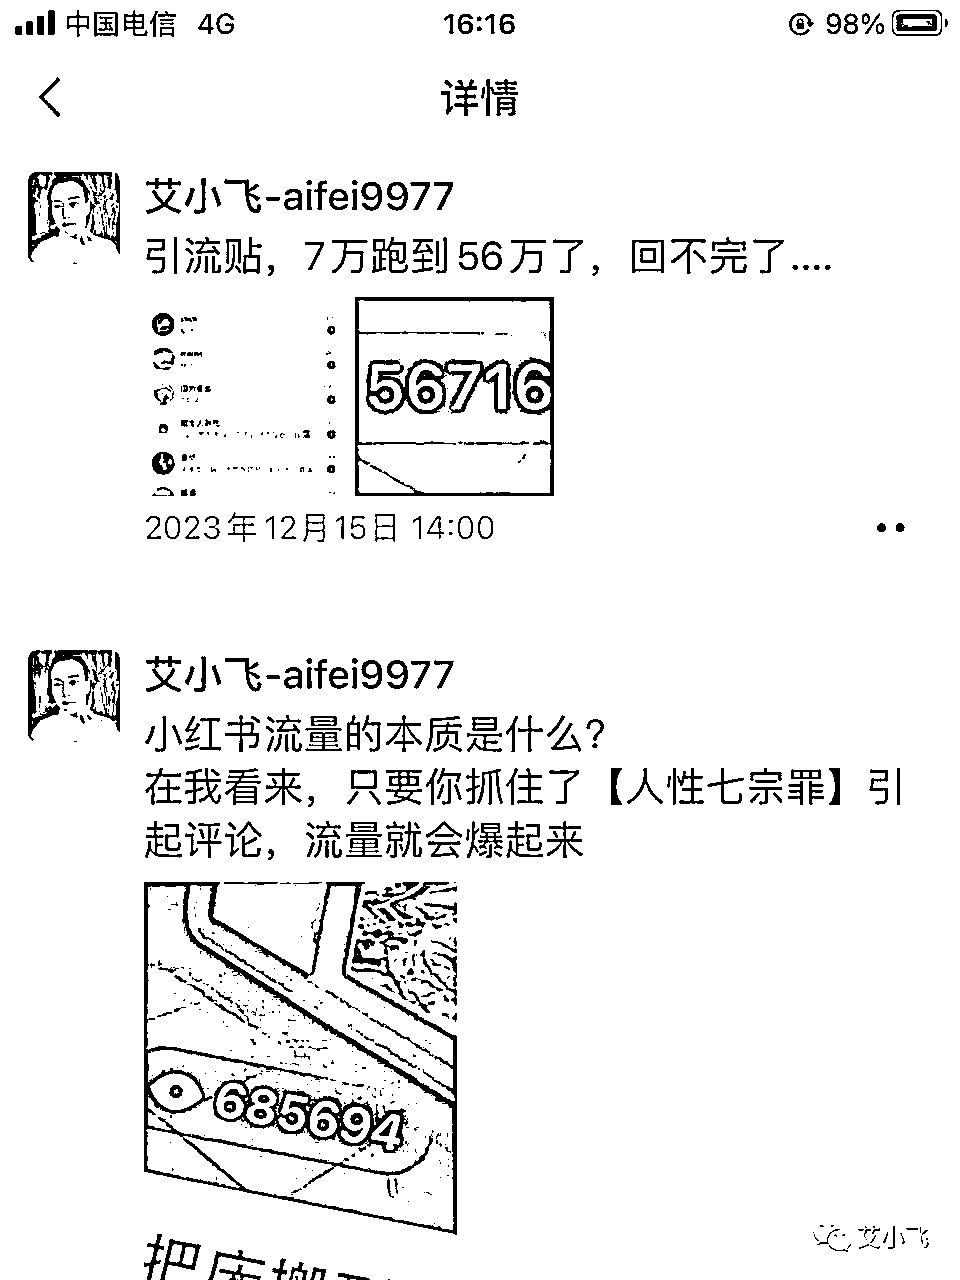 中国电信 4G 16:16 98%
详情
艾小飞-aifei9977
引流贴，7万跑到56万了，回不完了....
56716
2023年12月15日 14:00
艾小飞-aifei9977
小红书流量的本质是什么？
在我看来，只要你抓住了【人性七宗罪】引
起评论，流量就会爆起来
685694
艾小飞